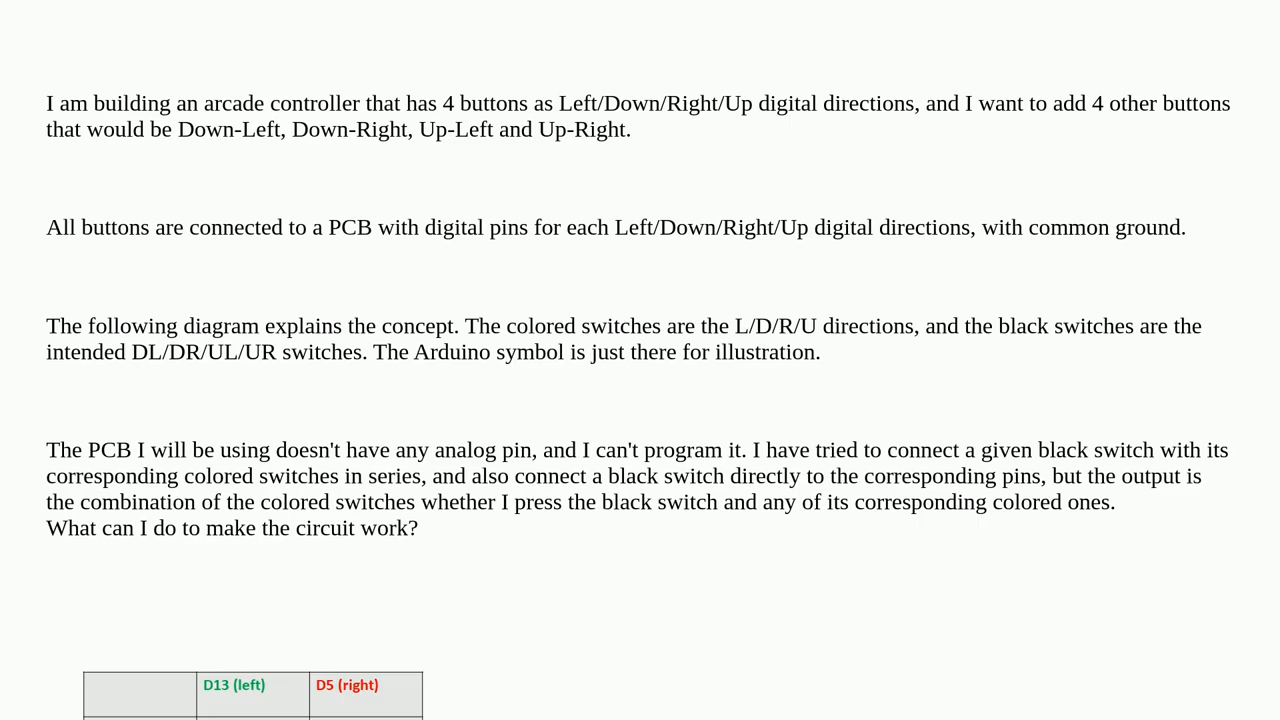 I am building an arcade controller that has 4 buttons as Left/Down/Right/Up digital directions, and I want to add 4 other buttons
that would be Down-Left, Down-Right, Up-Left and Up-Right.
All buttons are connected to a PCB with digital pins for each Left/Down/Right/Up digital directions, with common ground.
The following diagram explains the concept. The colored switches are the L/D/R/U directions, and the black switches are the
intended DL/DR/UL/UR switches. The Arduino symbol is just there for illustration.
The PCB I will be using doesn't have any analog pin, and I can't program it. I have tried to connect a given black switch with its
corresponding colored switches in series, and also connect a black switch directly to the corresponding pins, but the output is
the combination of the colored switches whether I press the black switch and any of its corresponding colored ones.
What can I do to make the circuit work?
D13 (left) D5 (right)